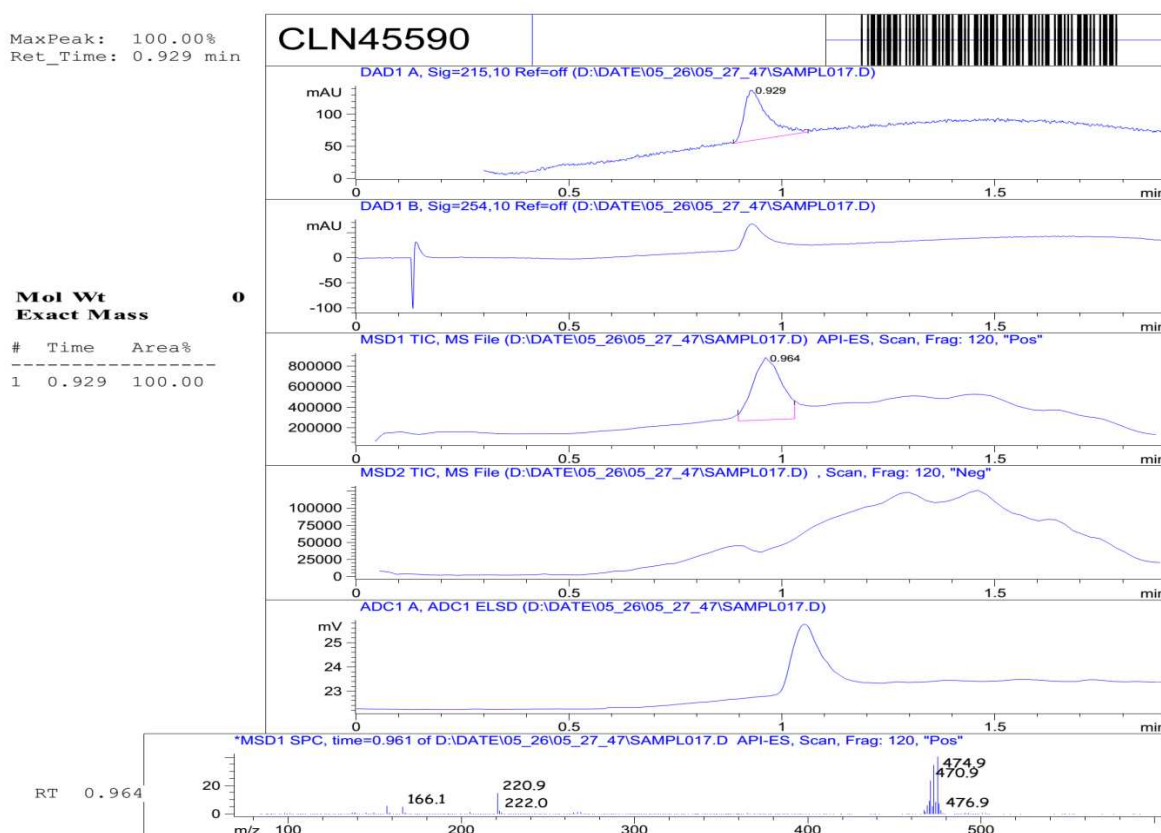 MaxPeak: 100.00%
Ret_Time: 0.929 min
CLN45590
DAD1 A, Sig=215,10 Ref=off (D:\DATE\05_26\05_27_47\SAMPL017.D)
mAU
0.929
100
50
0
0 0.5 1 1.5 min
DAD1 B, Sig=254,10 Ref=off (D:\DATE\05_26\05_27_47\SAMPL017.D)
mAU
0
-50
-100
0 0.5 1 1.5 min
Mol Wt 0
Exact Mass
# Time Area%
1 0.929 100.00
MSD1 TIC, MS File (D:\DATE\05_26\05_27_47\SAMPL017.D) API-ES, Scan, Frag: 120, "Pos"
0.964
800000
600000
400000
200000
0 0.5 1 1.5 min
MSD2 TIC, MS File (D:\DATE\05_26\05_27_47\SAMPL017.D) , Scan, Frag: 120, "Neg"
100000
75000
50000
25000
0
0 0.5 1 1.5 min
ADC1 A, ADC1 ELSD (D:\DATE\05_26\05_27_47\SAMPL017.D)
mV
25
24
23
0 0.5 1 1.5 min
*MSD1 SPC, time=0.961 of D:\DATE\05_26\05_27_47\SAMPL017.D API-ES, Scan, Frag: 120, "Pos"
RT 0.964
20
0
166.1
220.9
222.0
474.9
470.9
476.9
m/z 100 200 300 400 500